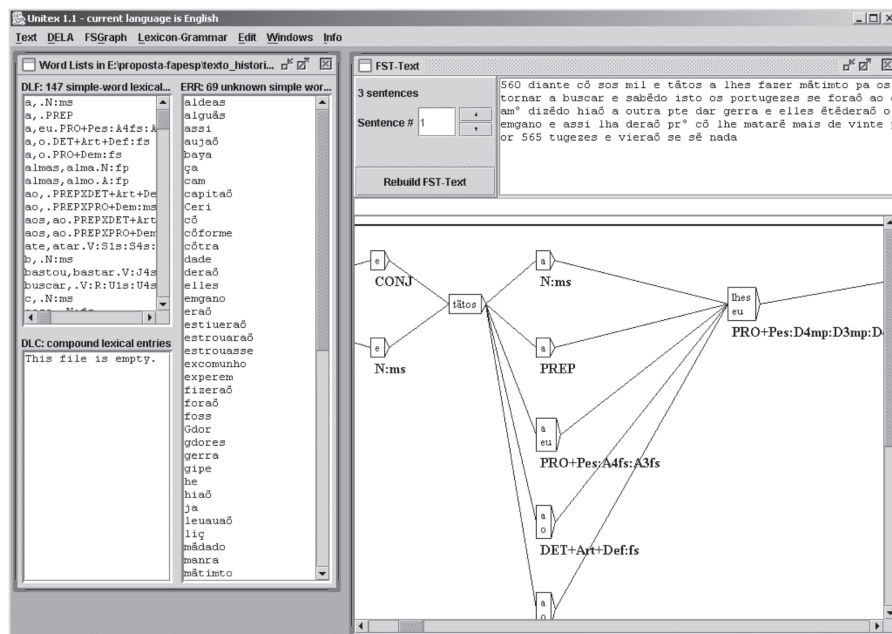 Unitex 1.1 - current language is English
Text DELA FSGraph Lexicon-Grammar Edit Windows Info
Word Lists in E:\proposta-fapesp\texto_histori...
DLF: 147 simple-word lexical...
a,.N:ms
a,.PREP
a,eu.PRO+Pes:A4fs:A
a,o.DET+Art+Def:fs
a,o.PRO+Dem:fs
almas,alma.N:fp
almas,almo.A:fp
ao,.PREPXDET+Art+De
ao,.PREPXPRO+Dem:ms
aos,ao.PREPXDET+Art
aos,ao.PREPXPRO+Dem
ate,atar.V:S1s:S4s:
b,.N:ms
bastou,bastar.V:J4s
buscar,.V:R:U1s:U4s
c,.N:ms
DLC: compound lexical entries
This file is empty.
ERR: 69 unknown simple wor...
aldeas
alguãs
assi
aujaõ
baya
ça
cam
capitaõ
Ceri
cõ
cõforme
cõtra
dade
deraõ
elles
emgano
eraõ
estiueraõ
estrouaraõ
estrouasse
excomunho
experem
fizeraõ
foraõ
foss
Gdor
gdores
gerra
gipe
he
hiaõ
ja
leuauaõ
liç
mãdado
manra
mãtimto
FST-Text
3 sentences
Sentence # 1
Rebuild FST-Text
560 diante cõ sos mil e tãtos a lhes fazer mãtimto pa os
tornar a buscar e sabẽdo isto os portugezes se foraõ ao
amº dizẽdo hiaõ a outra pte dar gerra e elles ẽtẽderaõ o
emgano e assi lha deraõ prº cõ lhe matarẽ mais de vinte
or 565 tugezes e vieraõ se sẽ nada
e
CONJ
e
N:ms
tãtos
a
N:ms
a
PREP
a
eu
PRO+Pes:A4fs:A3fs
a
o
DET+Art+Def:fs
a
o
lhes
eu
PRO+Pes:D4mp:D3mp:D